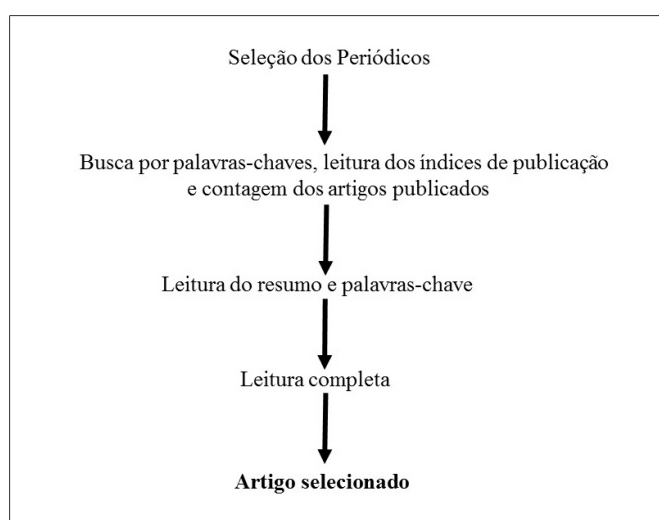 Seleção dos Periódicos
Busca por palavras-chaves, leitura dos índices de publicação
e contagem dos artigos publicados
Leitura do resumo e palavras-chave
Leitura completa
Artigo selecionado